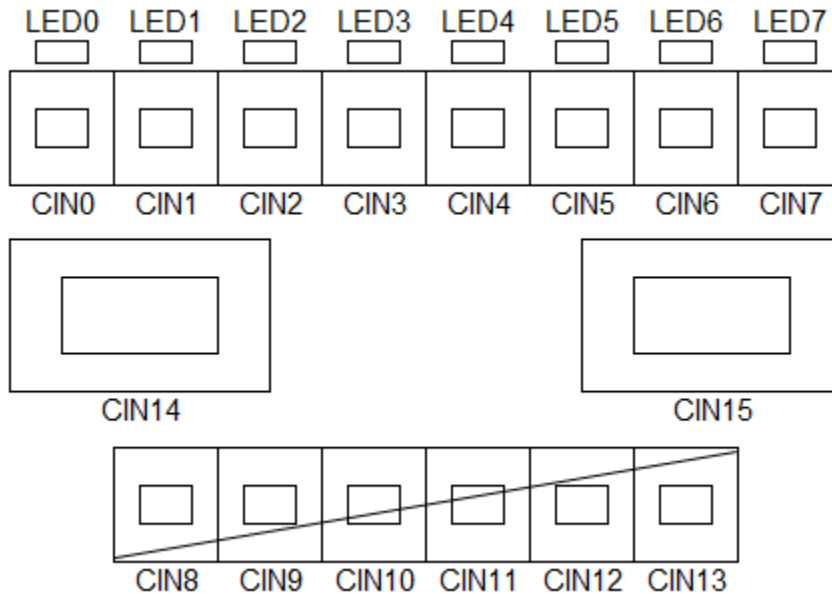 LED0 LED1 LED2 LED3 LED4 LED5 LED6 LED7
CIN0 CIN1 CIN2 CIN3 CIN4 CIN5 CIN6 CIN7
CIN14 CIN15
CIN8 CIN9 CIN10 CIN11 CIN12 CIN13